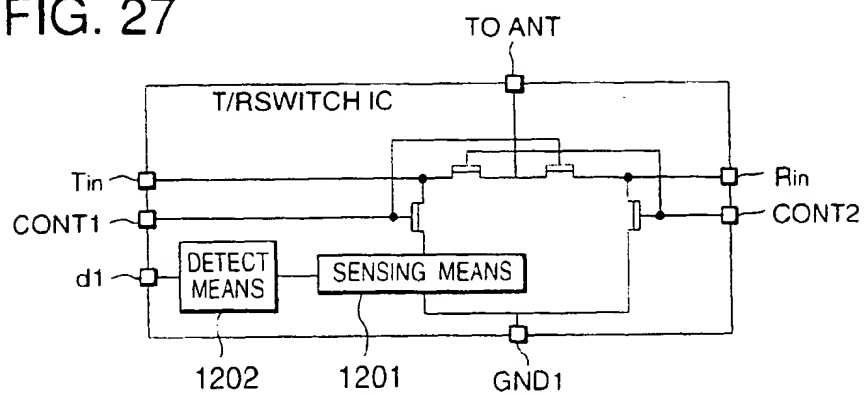 FIG. 27
TO ANT
T/RSWITCH IC
Tin
Rin
CONT1
CONT2
d1
DETECT
MEANS
SENSING MEANS
1202
1201
GND1